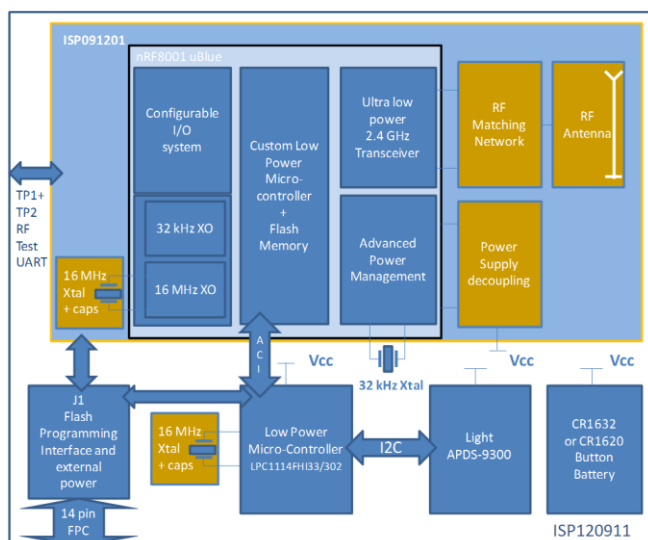 ISP091201
nRF8001 uBlue
Configurable
I/O
system
32 kHz XO
16 MHz XO
Custom Low
Power
Micro-
controller
+
Flash
Memory
Ultra low
power
2.4 GHz
Transceiver
Advanced
Power
Management
RF
Matching
Network
RF
Antenna
Power
Supply
decoupling
TP1+
TP2
RF
Test
UART
16 MHz
Xtal
+ caps
A
C
I
32 kHz Xtal
Vcc
Vcc
Vcc
J1
Flash
Programming
Interface and
external
power
14 pin
FPC
16 MHz
Xtal
+ caps
Low Power
Micro-Controller
LPC1114FHI33/302
I2C
Light
APDS-9300
CR1632
or CR1620
Button
Battery
ISP120911